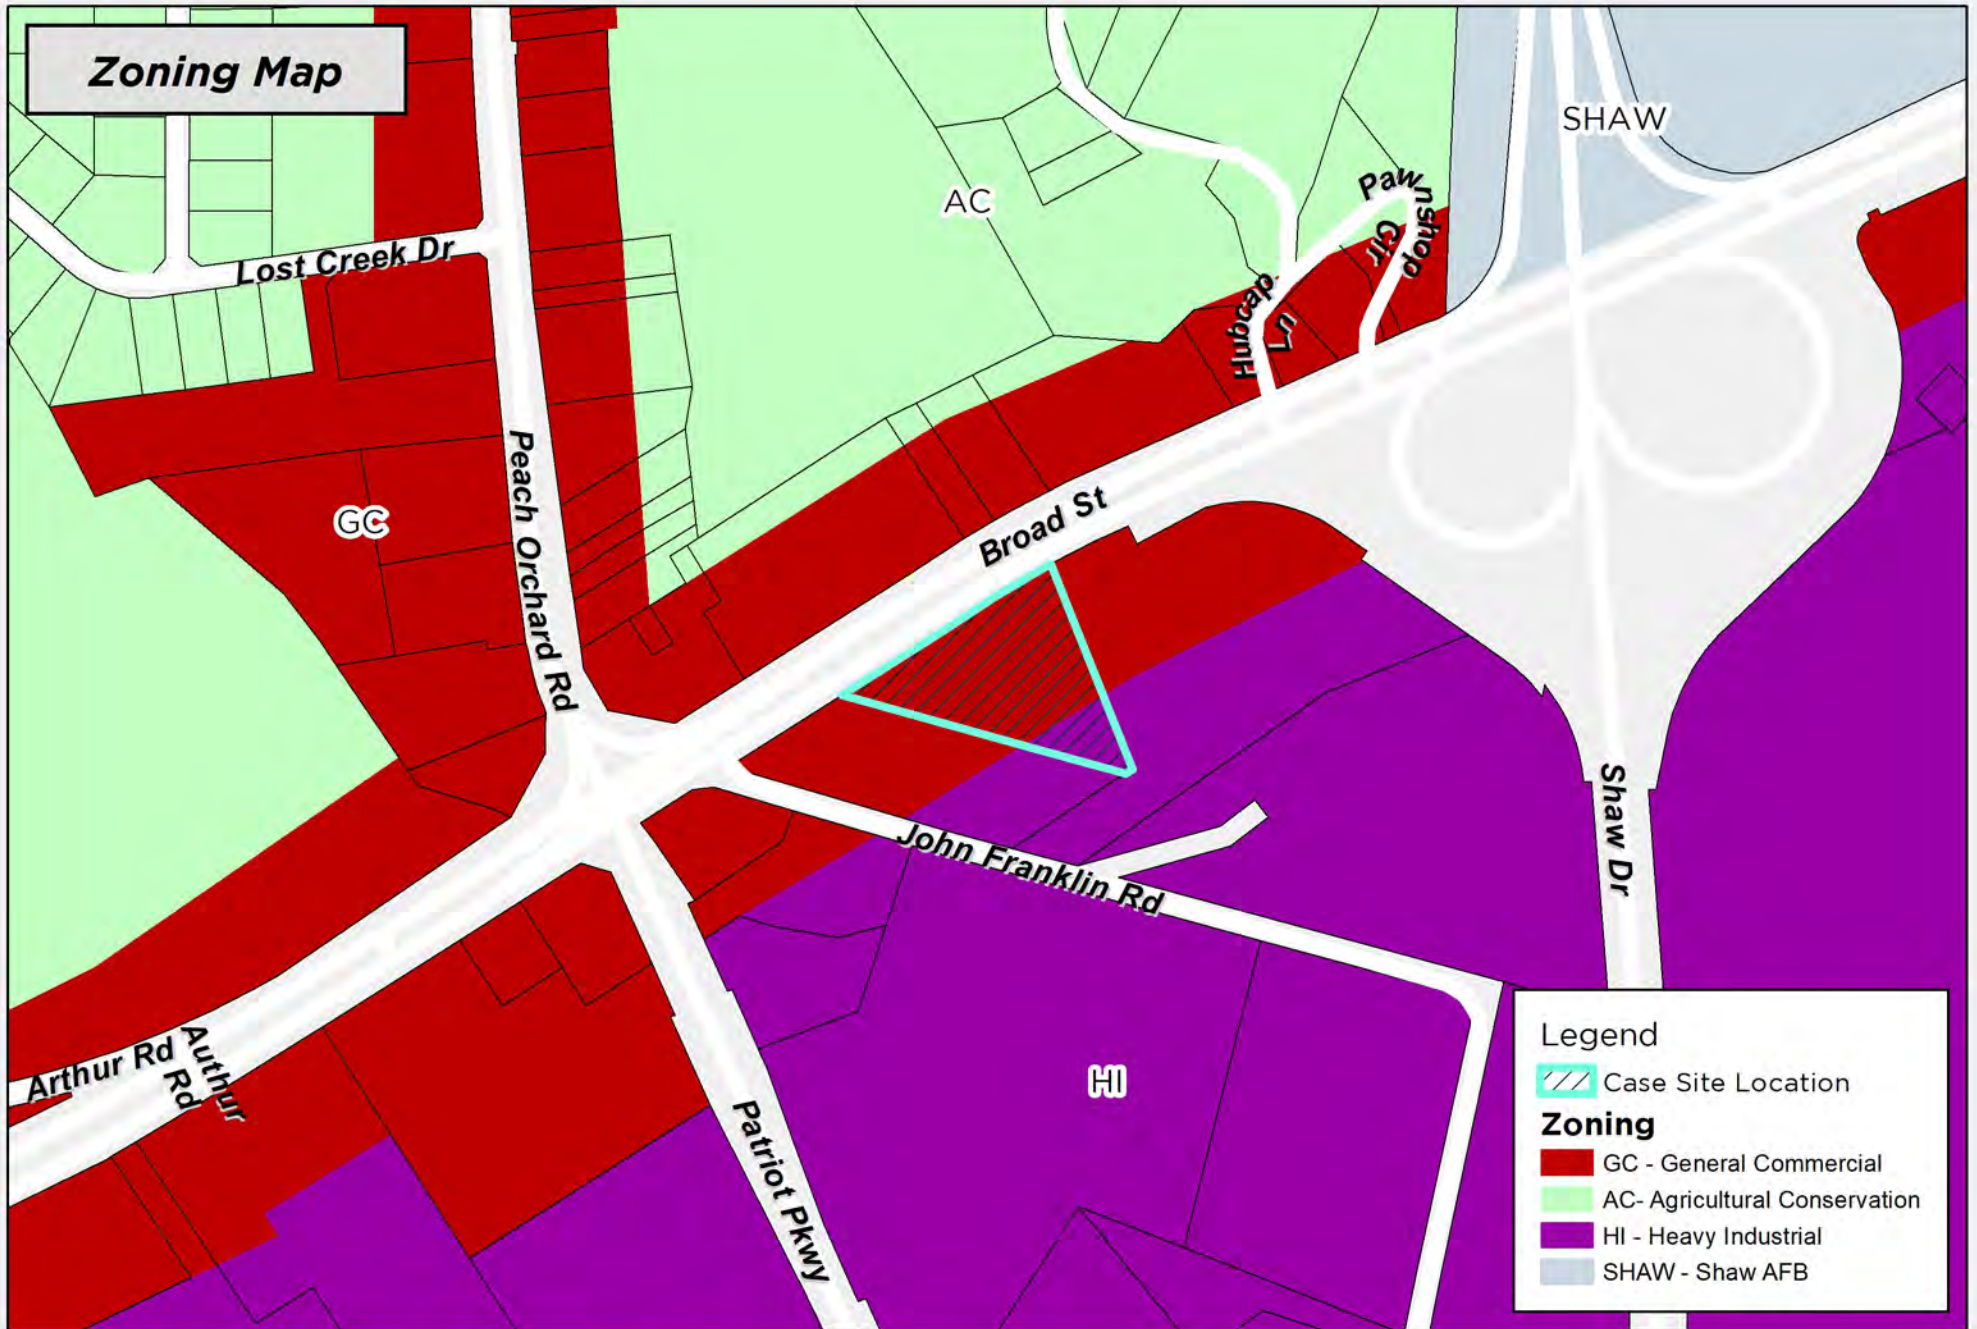 Zoning Map
SHAW
AC
Pawnshop
Cir
Lost Creek Dr
Hubcap
Ln
GC
Peach Orchard Rd
Broad St
John Franklin Rd
Shaw Dr
Arthur Rd
Authur
Rd
HI
Patriot Pkwy
Legend
Case Site Location
Zoning
GC - General Commercial
AC- Agricultural Conservation
HI - Heavy Industrial
SHAW - Shaw AFB